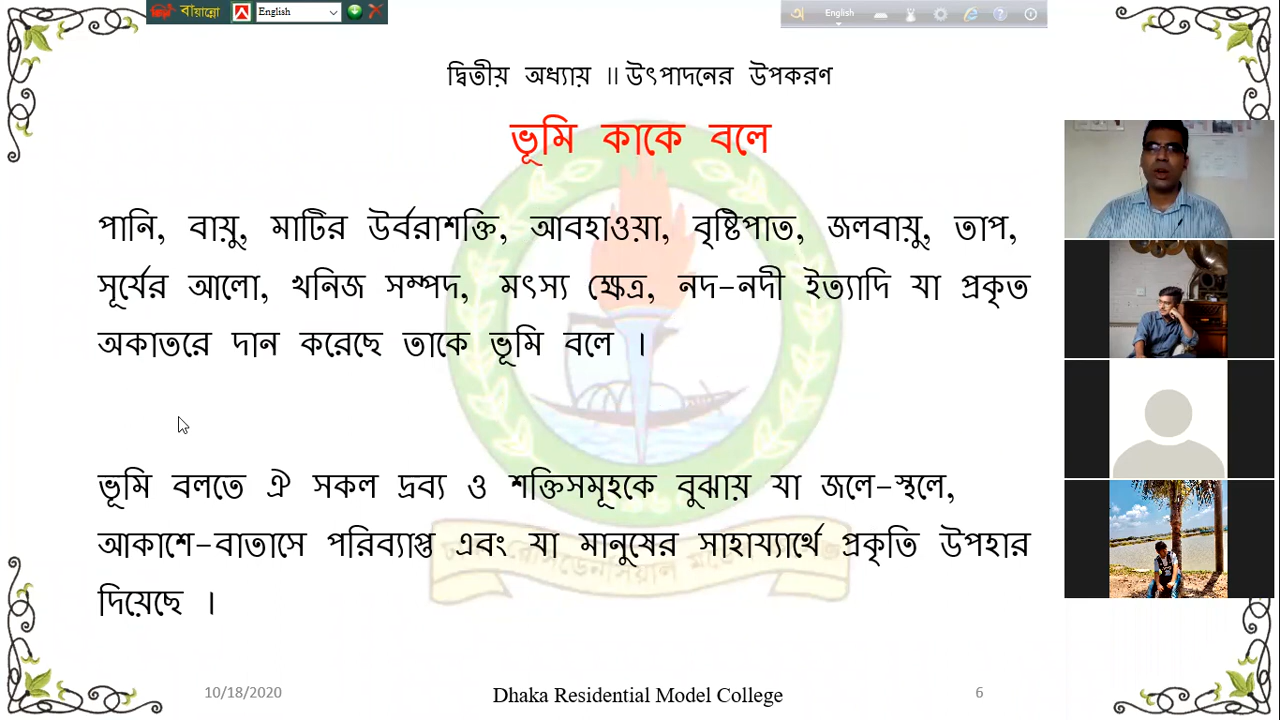 বায়ান্নো English
অ English
দ্বিতীয় অধ্যায় ॥ উৎপাদনের উপকরণ
ভূমি কাকে বলে
পানি, বায়ু, মাটির উর্বরাশক্তি, আবহাওয়া, বৃষ্টিপাত, জলবায়ু, তাপ,
সূর্যের আলো, খনিজ সম্পদ, মৎস্য ক্ষেত্র, নদ-নদী ইত্যাদি যা প্রকৃত
অকাতরে দান করেছে তাকে ভূমি বলে ।
ভূমি বলতে ঐ সকল দ্রব্য ও শক্তিসমূহকে বুঝায় যা জলে-স্থলে,
আকাশে-বাতাসে পরিব্যাপ্ত এবং যা মানুষের সাহায্যার্থে প্রকৃতি উপহার
দিয়েছে ।
10/18/2020 Dhaka Residential Model College 6